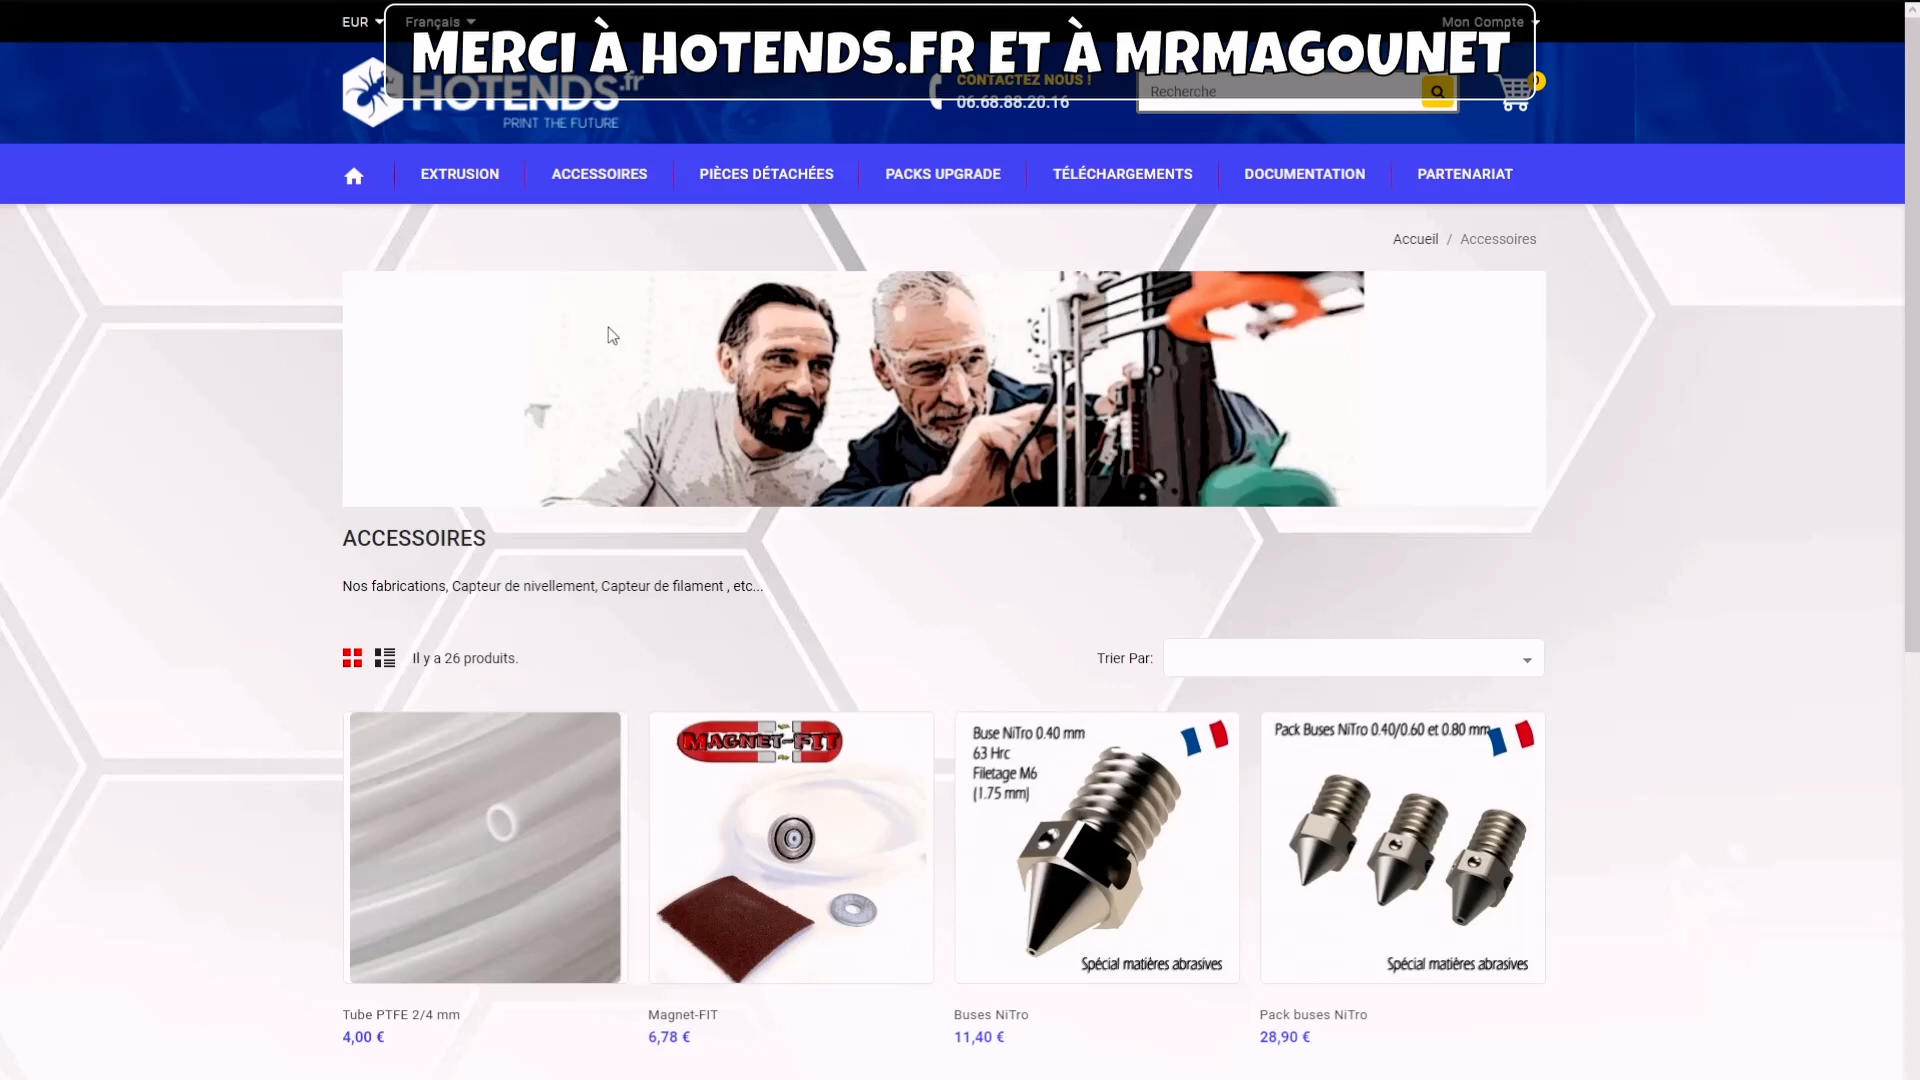 EUR
Français
Mon Compte
MERCI À HOTENDS.FR ET À MRMAGOUNET
HOTENDS.fr
PRINT THE FUTURE
CONTACTEZ NOUS !
06.68.88.20.16
Recherche
0
EXTRUSION
ACCESSOIRES
PIÈCES DÉTACHÉES
PACKS UPGRADE
TÉLÉCHARGEMENTS
DOCUMENTATION
PARTENARIAT
Accueil / Accessoires
ACCESSOIRES
Nos fabrications, Capteur de nivellement, Capteur de filament , etc...
Il y a 26 produits.
Trier Par:
MAGNET-FIT
Buse NiTro 0.40 mm
63 Hrc
Filetage M6
(1.75 mm)
Spécial matières abrasives
Pack Buses NiTro 0.40/0.60 et 0.80 mm
Spécial matières abrasives
Tube PTFE 2/4 mm
4,00 €
Magnet-FIT
6,78 €
Buses NiTro
11,40 €
Pack buses NiTro
28,90 €